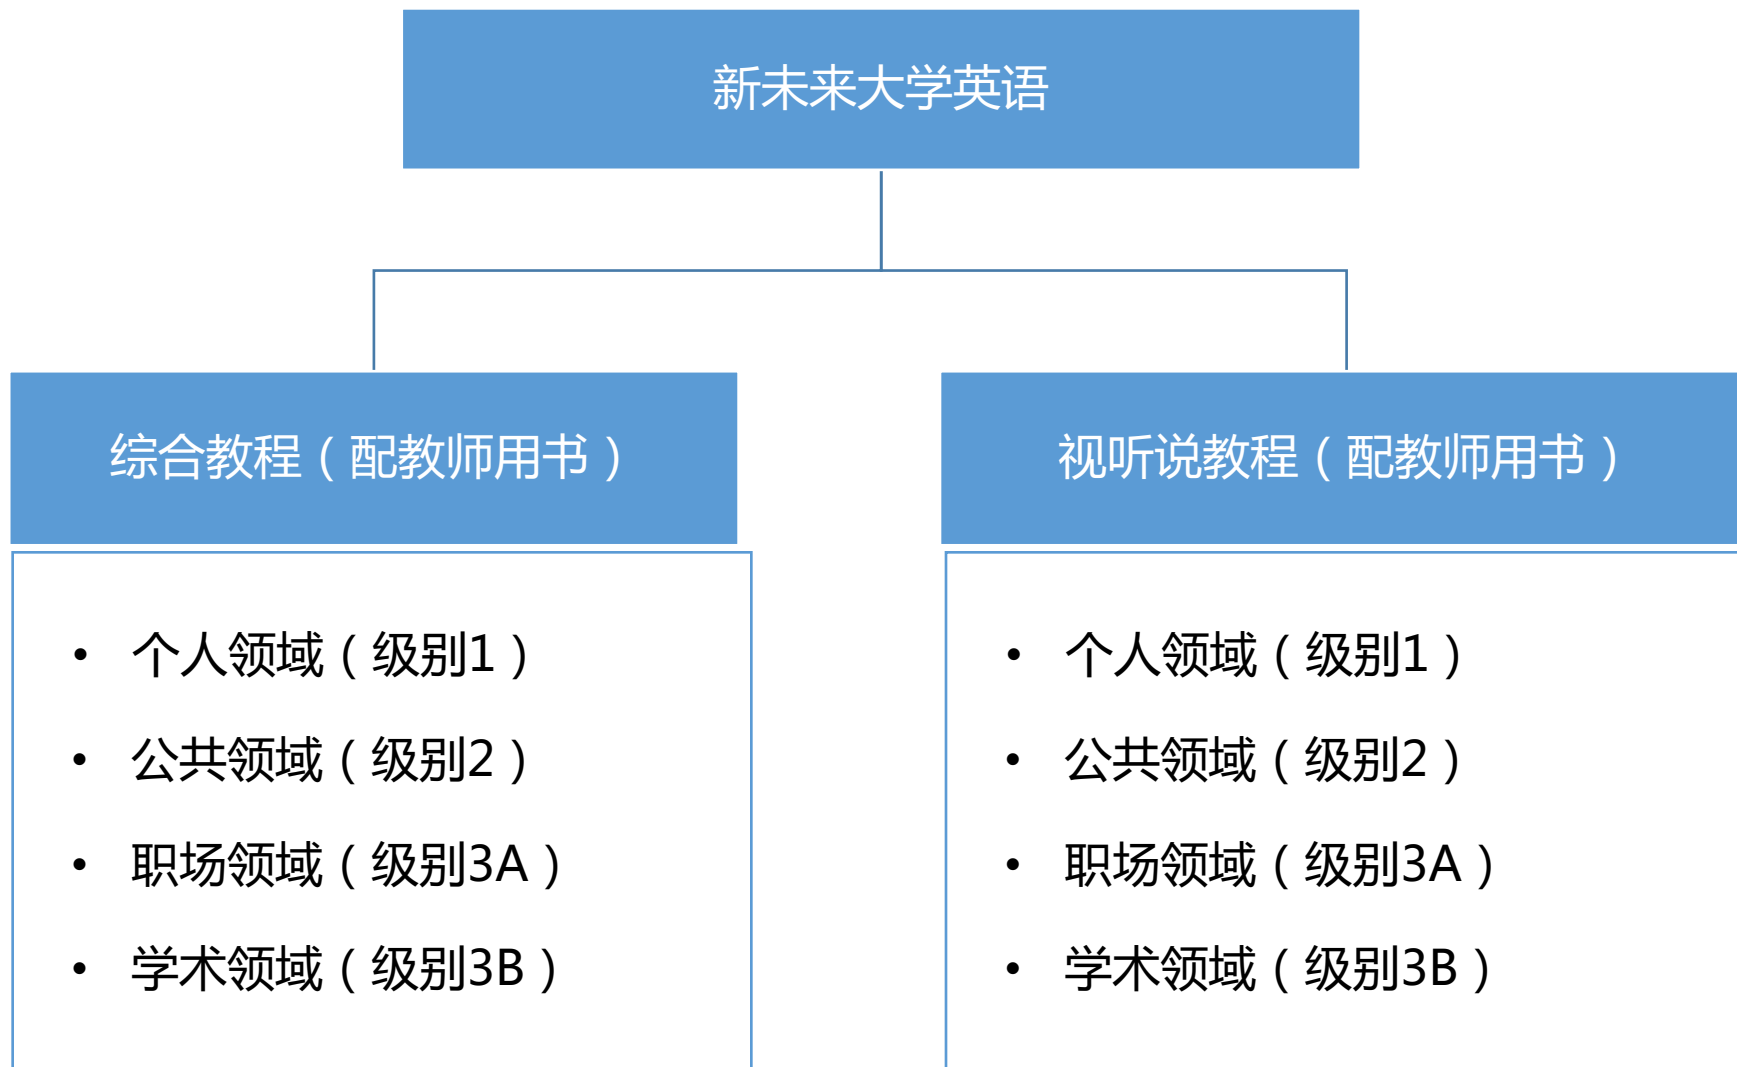 新未来大学英语
综合教程（配教师用书）
• 个人领域（级别1）
• 公共领域（级别2）
• 职场领域（级别3A）
• 学术领域（级别3B）
视听说教程（配教师用书）
• 个人领域（级别1）
• 公共领域（级别2）
• 职场领域（级别3A）
• 学术领域（级别3B）